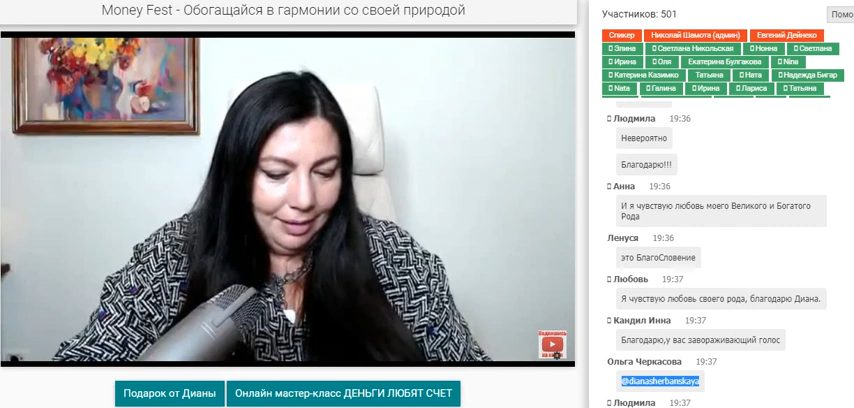 Money Fest - Обогащайся в гармонии со своей природой
Подарок от Дианы
Онлайн мастер-класс ДЕНЬГИ ЛЮБЯТ СЧЕТ
Участников: 501
Помо
Спикер Николай Шамота (админ) Евгений Дейнеко
Элина Светлана Никольская Нонна Светлана
Ирина Оля Екатерина Булгакова Nina
Катерина Казимко Татьяна Ната Надежда Бигар
Nata Галина Ирина Лариса Татьяна
Людмила 19:36
Невероятно
Благодарю!!!
Анна 19:36
И я чувствую любовь моего Великого и Богатого
Рода
Ленуся 19:36
это БлагоСловение
Любовь 19:37
Я чувствую любовь своего рода, благодарю Диана.
Кандил Инна 19:37
Благодарю,у вас завораживающий голос
Ольга Черкасова 19:37
@dianasherbanskaya
Людмила 19:37